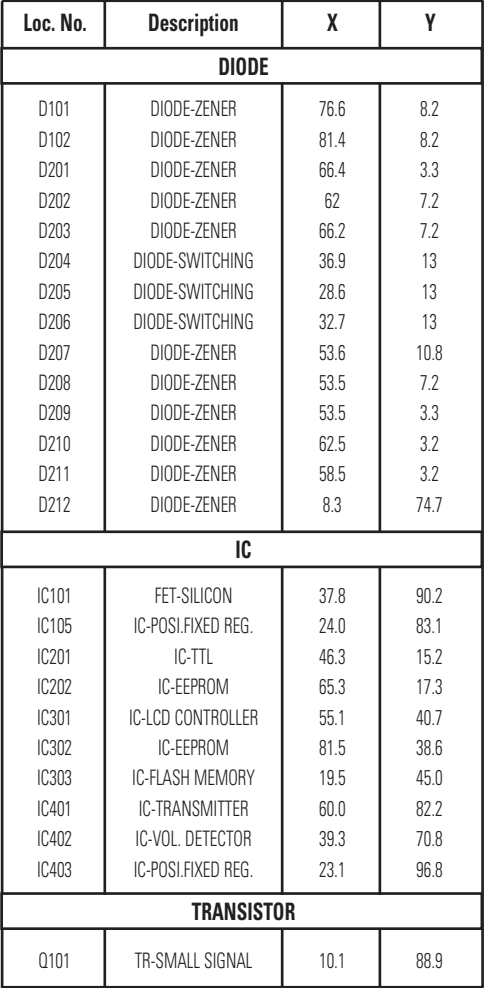 Loc. No. Description X Y
DIODE
D101 DIODE-ZENER 76.6 8.2
D102 DIODE-ZENER 81.4 8.2
D201 DIODE-ZENER 66.4 3.3
D202 DIODE-ZENER 62 7.2
D203 DIODE-ZENER 66.2 7.2
D204 DIODE-SWITCHING 36.9 13
D205 DIODE-SWITCHING 28.6 13
D206 DIODE-SWITCHING 32.7 13
D207 DIODE-ZENER 53.6 10.8
D208 DIODE-ZENER 53.5 7.2
D209 DIODE-ZENER 53.5 3.3
D210 DIODE-ZENER 62.5 3.2
D211 DIODE-ZENER 58.5 3.2
D212 DIODE-ZENER 8.3 74.7
IC
IC101 FET-SILICON 37.8 90.2
IC105 IC-POSI.FIXED REG. 24.0 83.1
IC201 IC-TTL 46.3 15.2
IC202 IC-EEPROM 65.3 17.3
IC301 IC-LCD CONTROLLER 55.1 40.7
IC302 IC-EEPROM 81.5 38.6
IC303 IC-FLASH MEMORY 19.5 45.0
IC401 IC-TRANSMITTER 60.0 82.2
IC402 IC-VOL. DETECTOR 39.3 70.8
IC403 IC-POSI.FIXED REG. 23.1 96.8
TRANSISTOR
Q101 TR-SMALL SIGNAL 10.1 88.9